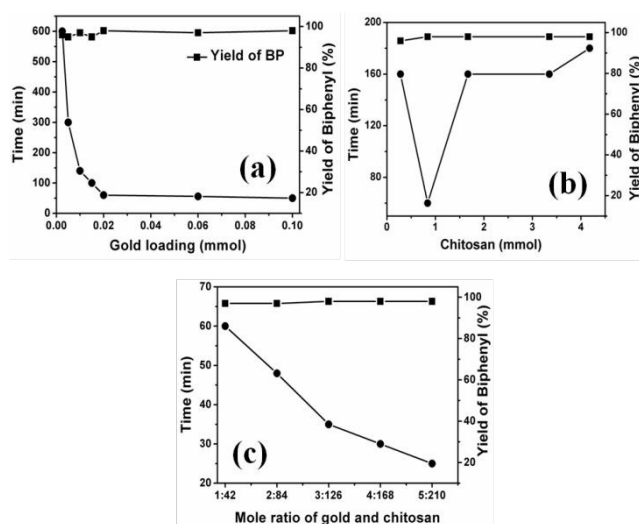 600
500
400
300
200
100
0
Time (min)
0.00 0.02 0.04 0.06 0.08 0.10
Gold loading (mmol)
100
80
60
40
20
Yield of Biphenyl (%)
Yield of BP
(a)
200
160
120
80
Time (min)
0 1 2 3 4
Chitosan (mmol)
100
80
60
40
20
Yield of Biphenyl (%)
(b)
70
60
50
40
30
20
Time (min)
1:42 2:84 3:126 4:168 5:210
Mole ratio of gold and chitosan
100
80
60
40
20
Yield of Biphenyl (%)
(c)